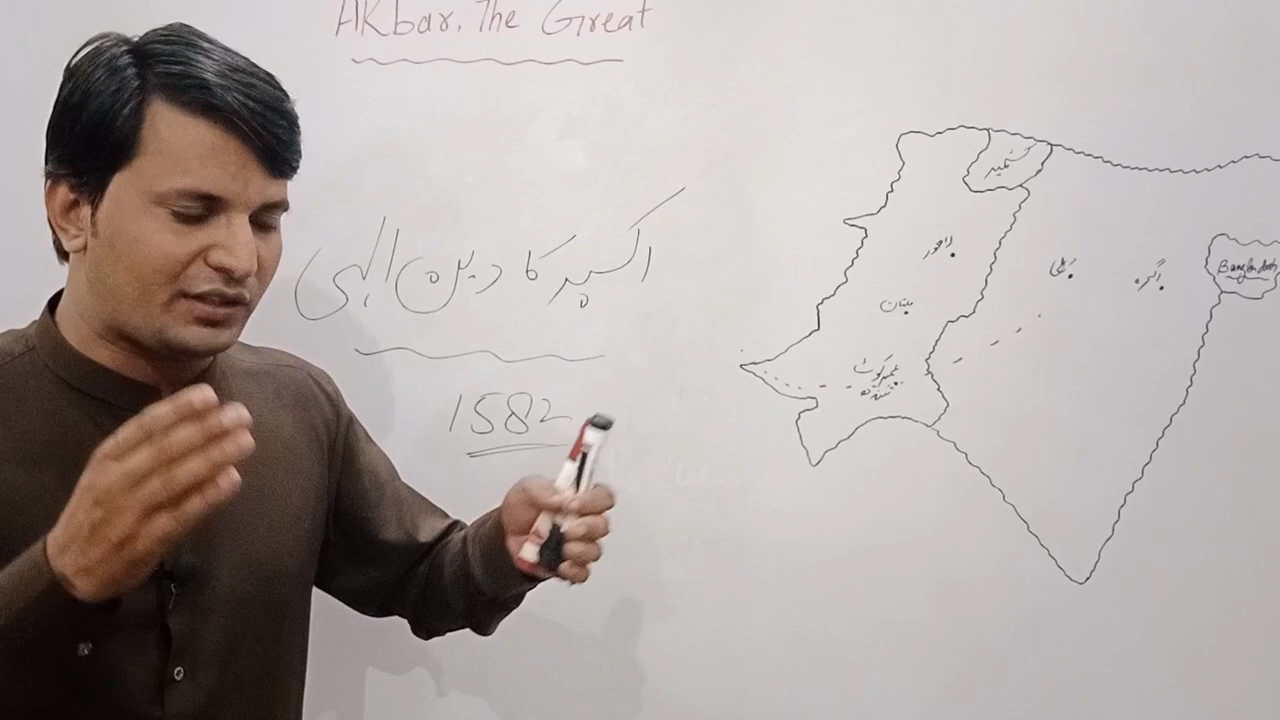 Akbar, The Great
اکبر کا دین الٰہی
1582
کشمیر
لاہور
دہلی
آگرہ
Bangladesh
ملتان
عمرکوٹ
سندھ